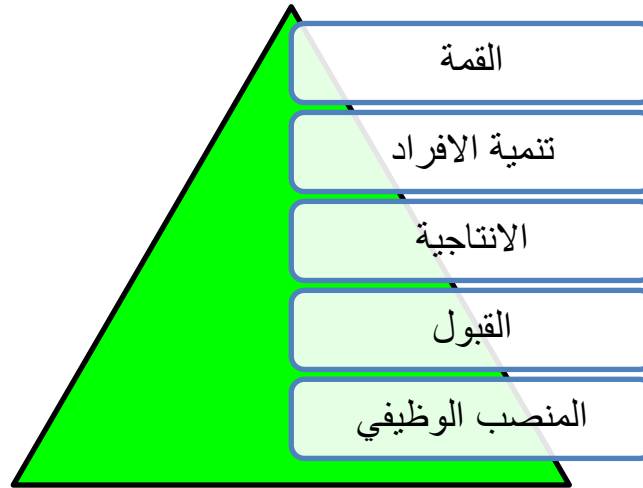 القمة
تنمية الافراد
الانتاجية
القبول
المنصب الوظيفي